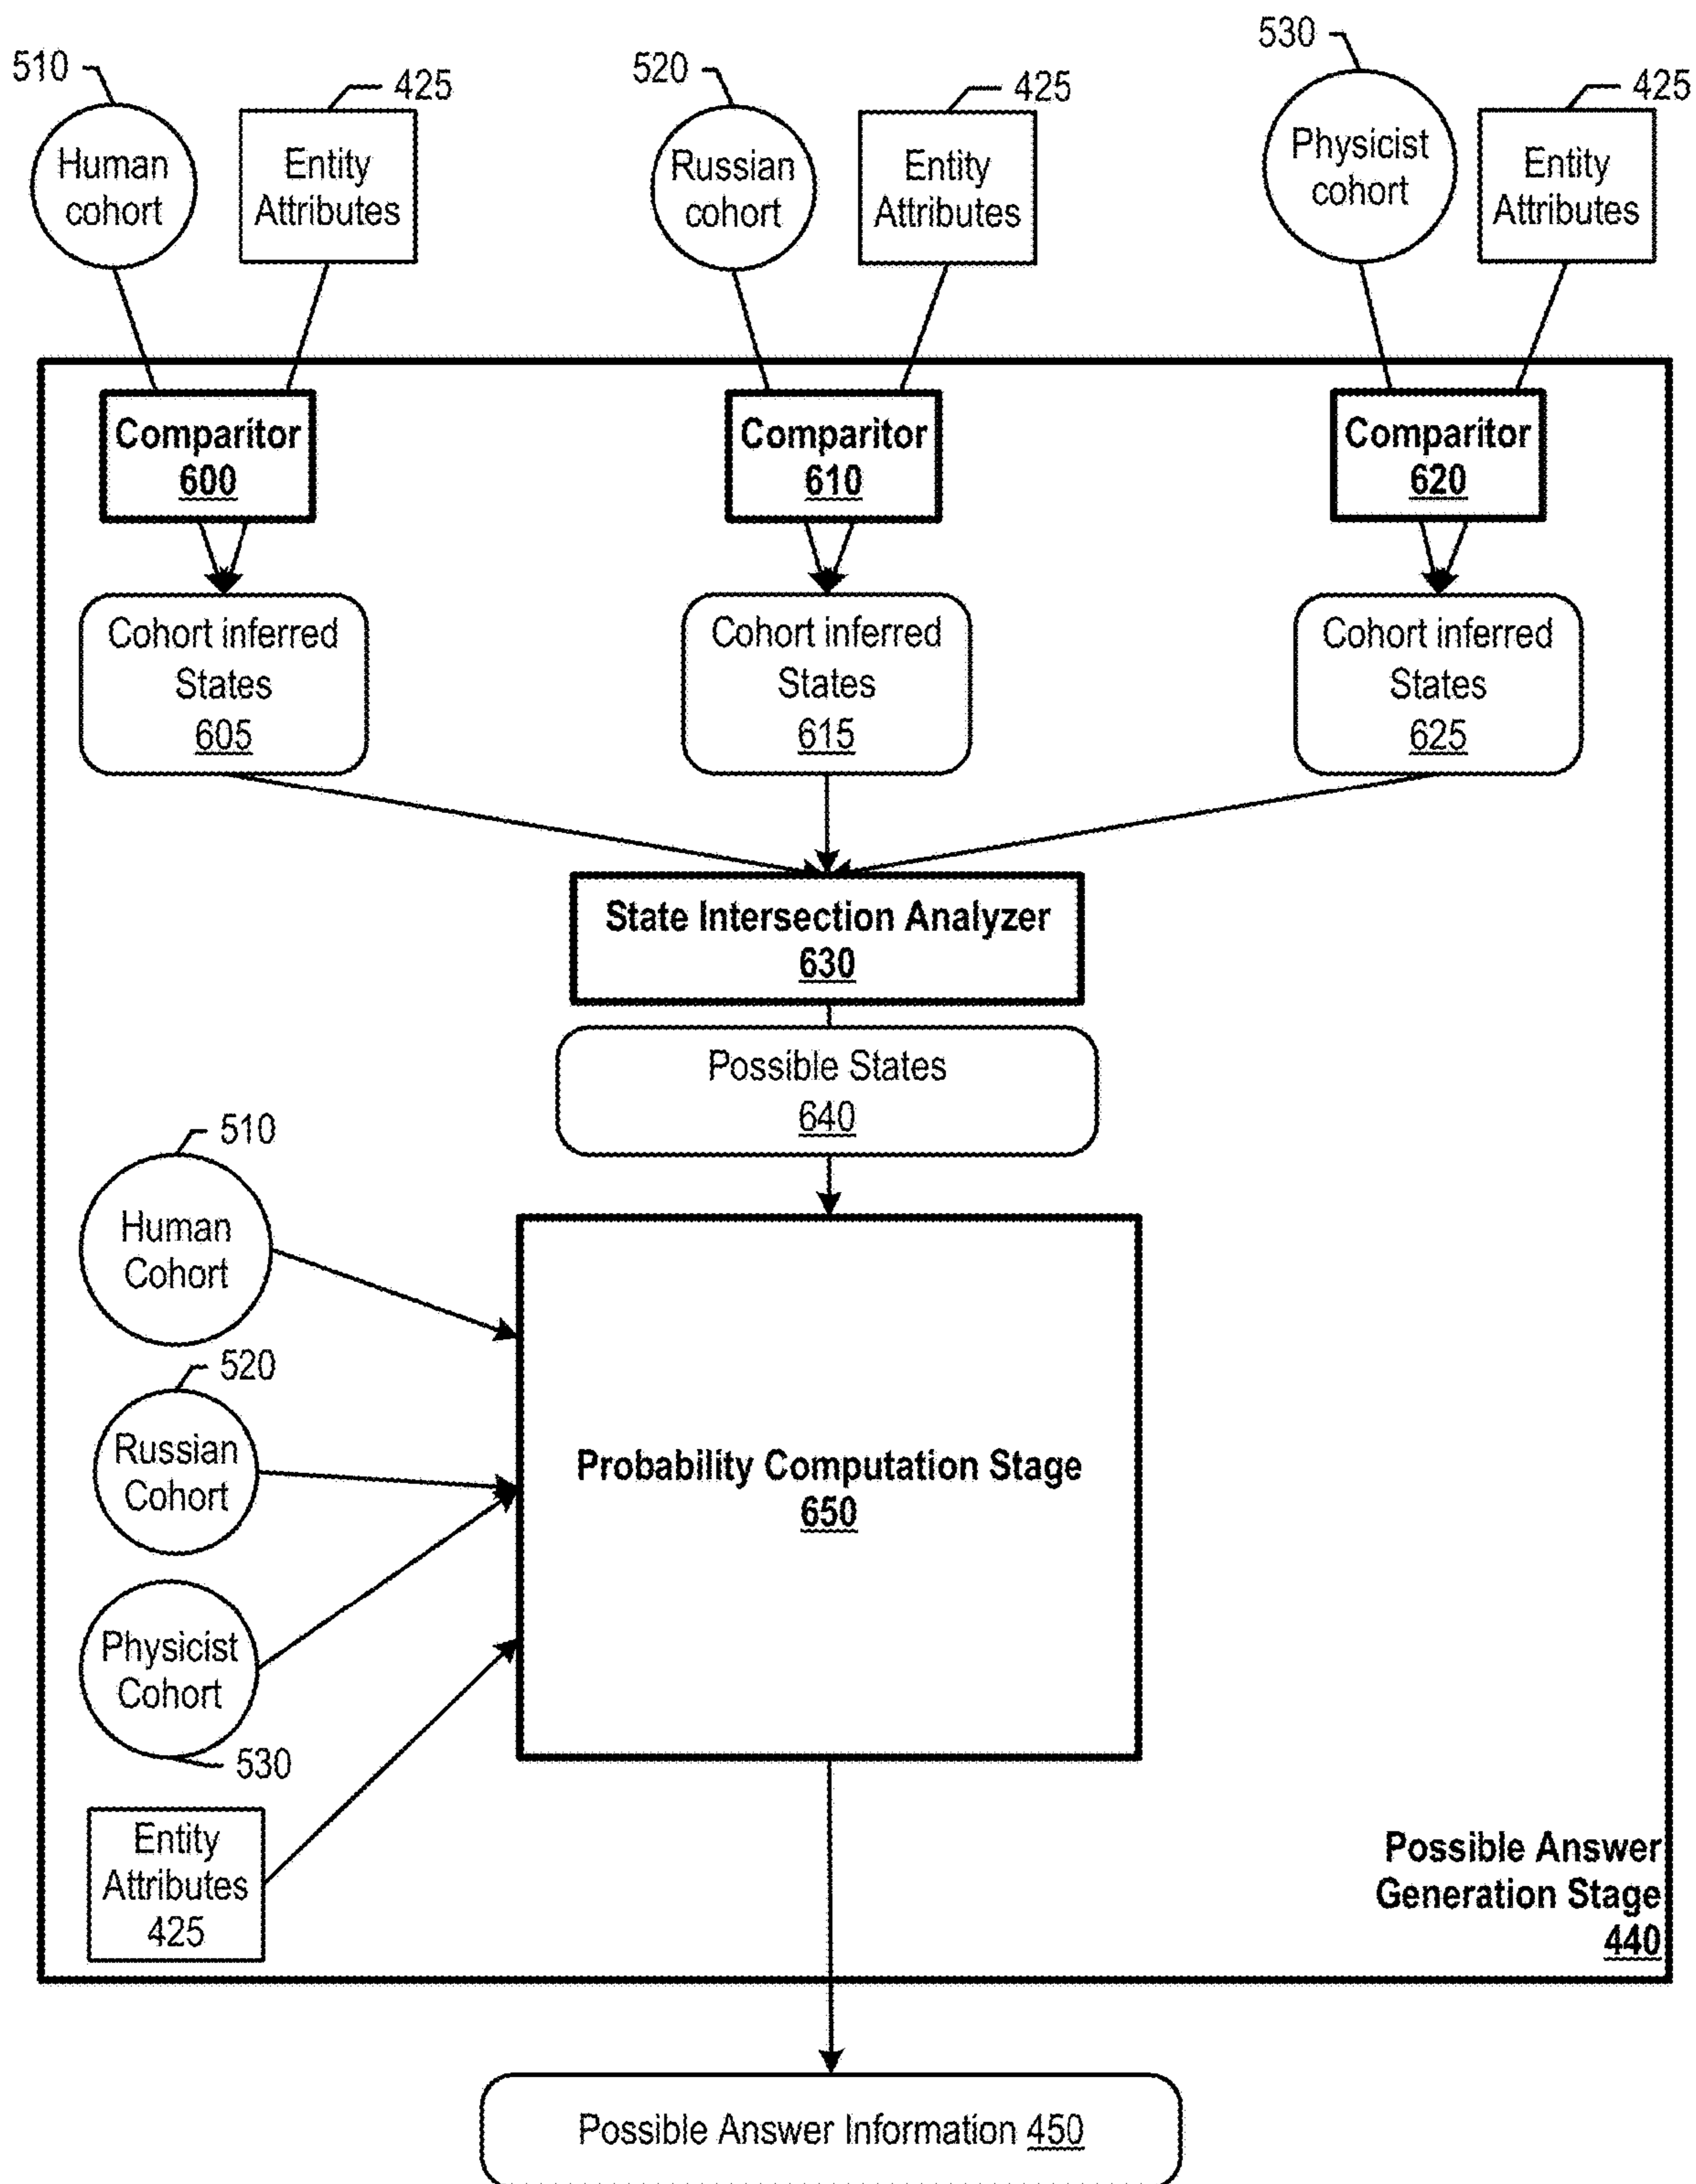 510
425
520
425
530
425
Human
cohort
Entity
Attributes
Russian
cohort
Entity
Attributes
Physicist
cohort
Entity
Attributes
Comparitor
600
Comparitor
610
Comparitor
620
Cohort inferred
States
605
Cohort inferred
States
615
Cohort inferred
States
625
State Intersection Analyzer
630
Possible States
640
510
Human
Cohort
520
Russian
Cohort
Physicist
Cohort
530
Entity
Attributes
425
Probability Computation Stage
650
Possible Answer
Generation Stage
440
Possible Answer Information 450